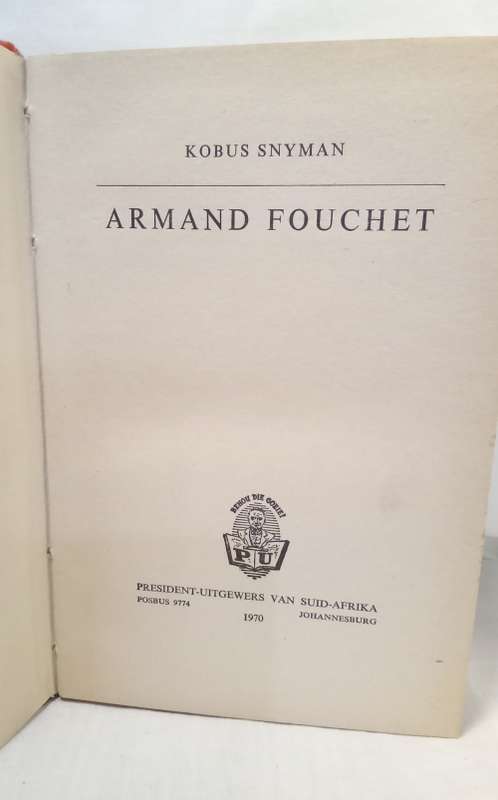 KOBUS SNYMAN
ARMAND FOUCHET
BEHOU DIE GOEIE!
PU
PRESIDENT-UITGEWERS VAN SUID-AFRIKA
POSBUS 9774
JOHANNESBURG
1970